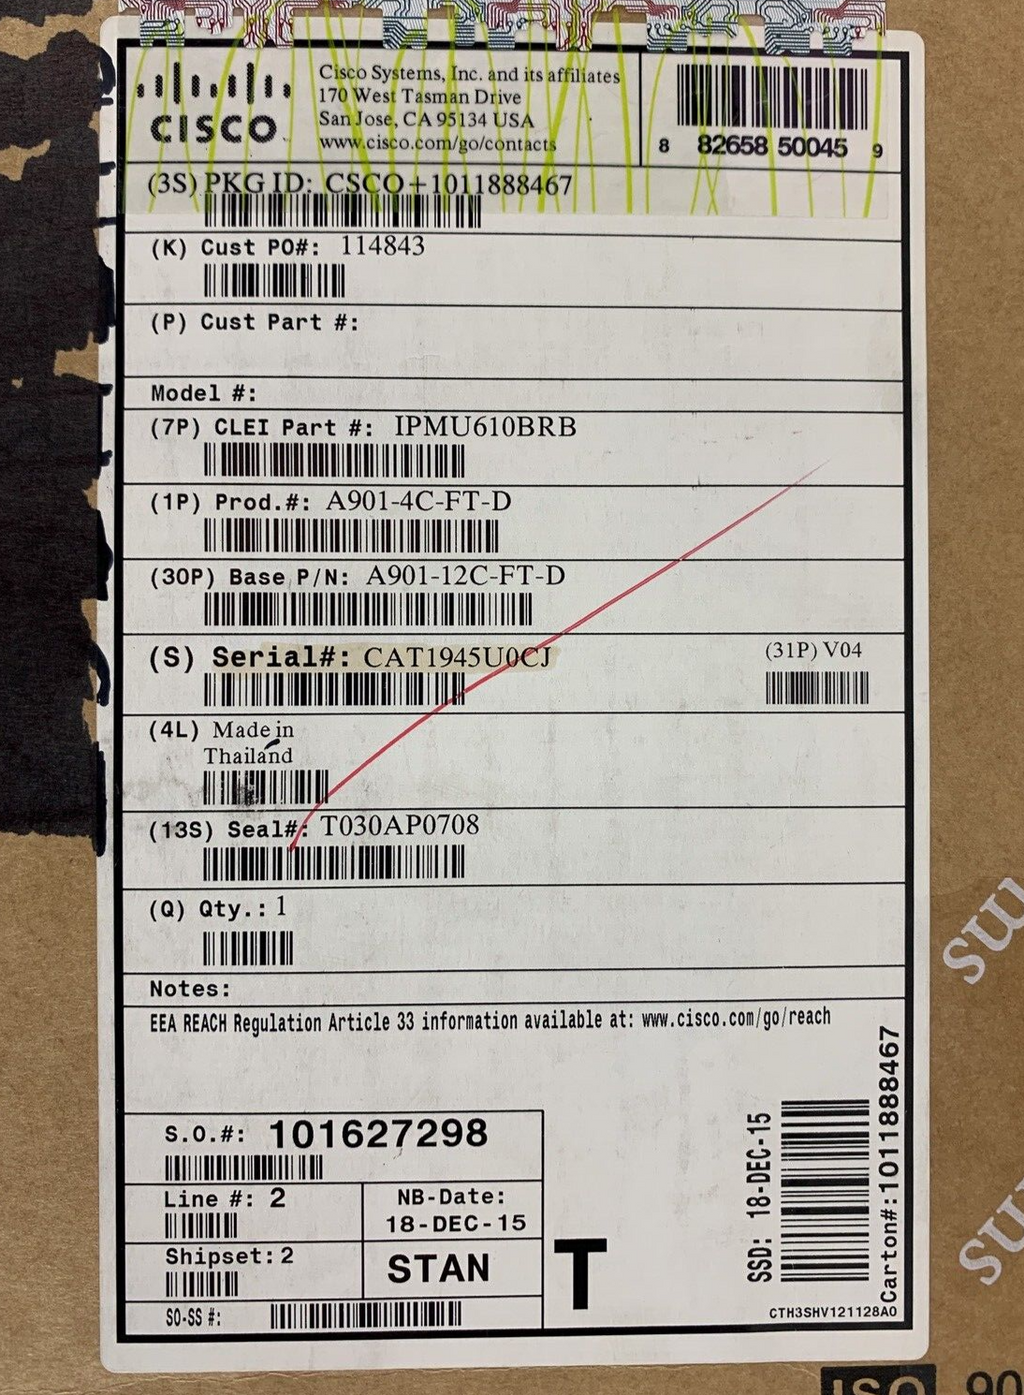 CISCO
Cisco Systems, Inc. and its affiliates
170 West Tasman Drive
San Jose, CA 95134 USA
www.cisco.com/go/contacts
8 82658 50045 9
(3S) PKG ID: CSCO+1011888467
(K) Cust PO#: 114843
(P) Cust Part #:
Model #:
(7P) CLEI Part #: IPMU610BRB
(1P) Prod.#: A901-4C-FT-D
(30P) Base P/N: A901-12C-FT-D
(S) Serial#: CAT1945U0CJ
(31P) V04
(4L) Made in
Thailand
(13S) Seal#: T030AP0708
(Q) Qty.: 1
Notes:
EEA REACH Regulation Article 33 information available at: www.cisco.com/go/reach
S.O.#: 101627298
Line #: 2
NB-Date:
18-DEC-15
Shipset: 2
STAN
SO-SS #:
T
SSD: 18-DEC-15
Carton#:1011888467
CTH3SHV121128A0
ISO 90